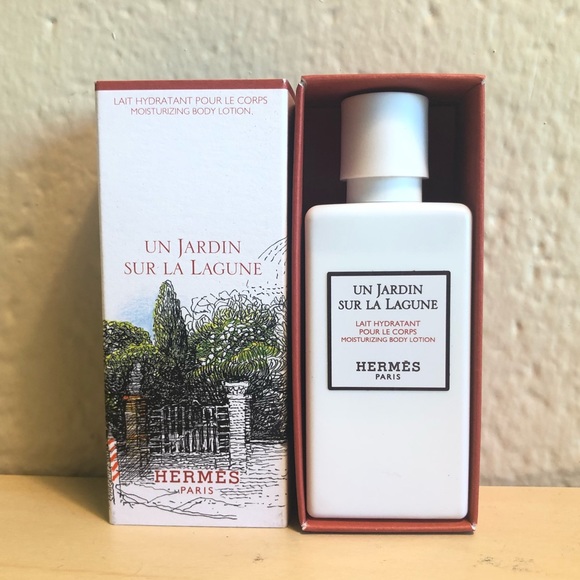 LAIT HYDRATANT POUR LE CORPS
MOISTURIZING BODY LOTION.
UN JARDIN
SUR LA LAGUNE
HERMÈS
PARIS
UN JARDIN
SUR LA LAGUNE
LAIT HYDRATANT
POUR LE CORPS
MOISTURIZING BODY LOTION
HERMÈS
PARIS